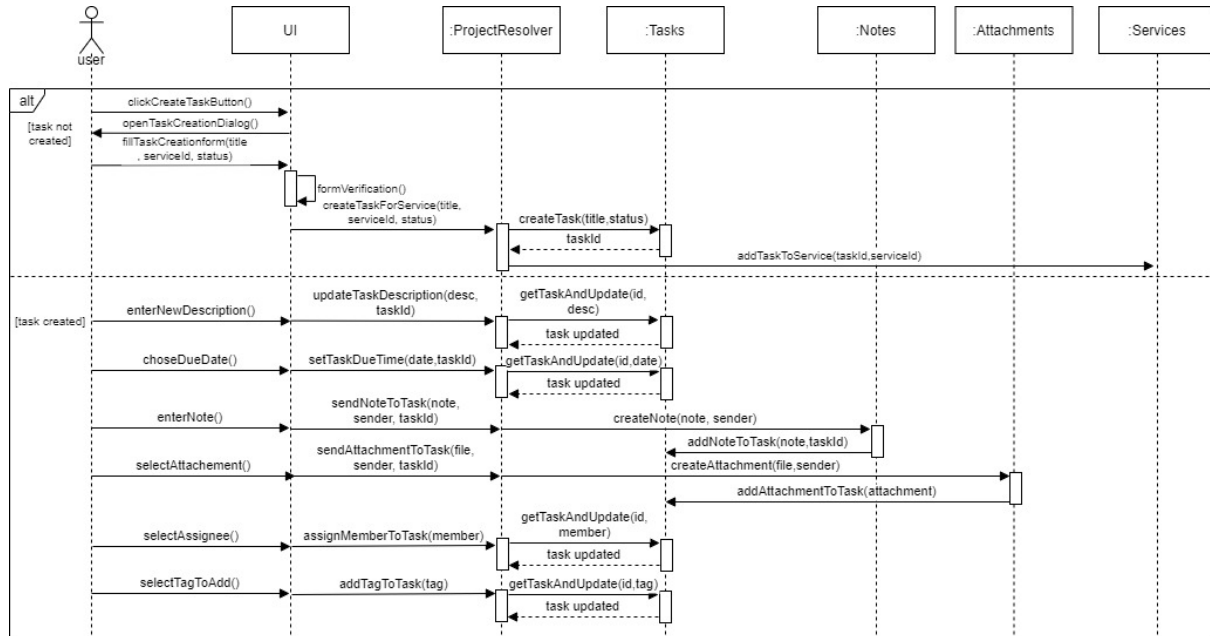 user
UI
:ProjectResolver
:Tasks
:Notes
:Attachments
:Services
alt
[task not
created]
clickCreateTaskButton()
openTaskCreationDialog()
fillTaskCreationform(title
, serviceId, status)
formVerification()
createTaskForService(title,
serviceId, status)
createTask(title,status)
taskId
addTaskToService(taskId,serviceId)
[task created]
enterNewDescription()
updateTaskDescription(desc,
taskId)
getTaskAndUpdate(id,
desc)
task updated
choseDueDate()
setTaskDueTime(date,taskId)
getTaskAndUpdate(id,date)
task updated
enterNote()
sendNoteToTask(note,
sender, taskId)
createNote(note, sender)
addNoteToTask(note,taskId)
selectAttachement()
sendAttachmentToTask(file,
sender, taskId)
createAttachment(file,sender)
addAttachmentToTask(attachment)
selectAssignee()
assignMemberToTask(member)
getTaskAndUpdate(id,
member)
task updated
selectTagToAdd()
addTagToTask(tag)
getTaskAndUpdate(id,tag)
task updated